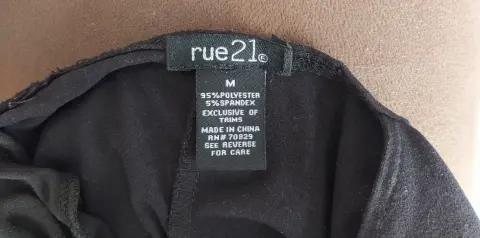 rue21®
M
95%POLYESTER
5%SPANDEX
EXCLUSIVE OF
TRIMS
MADE IN CHINA
RN# 70829
SEE REVERSE
FOR CARE